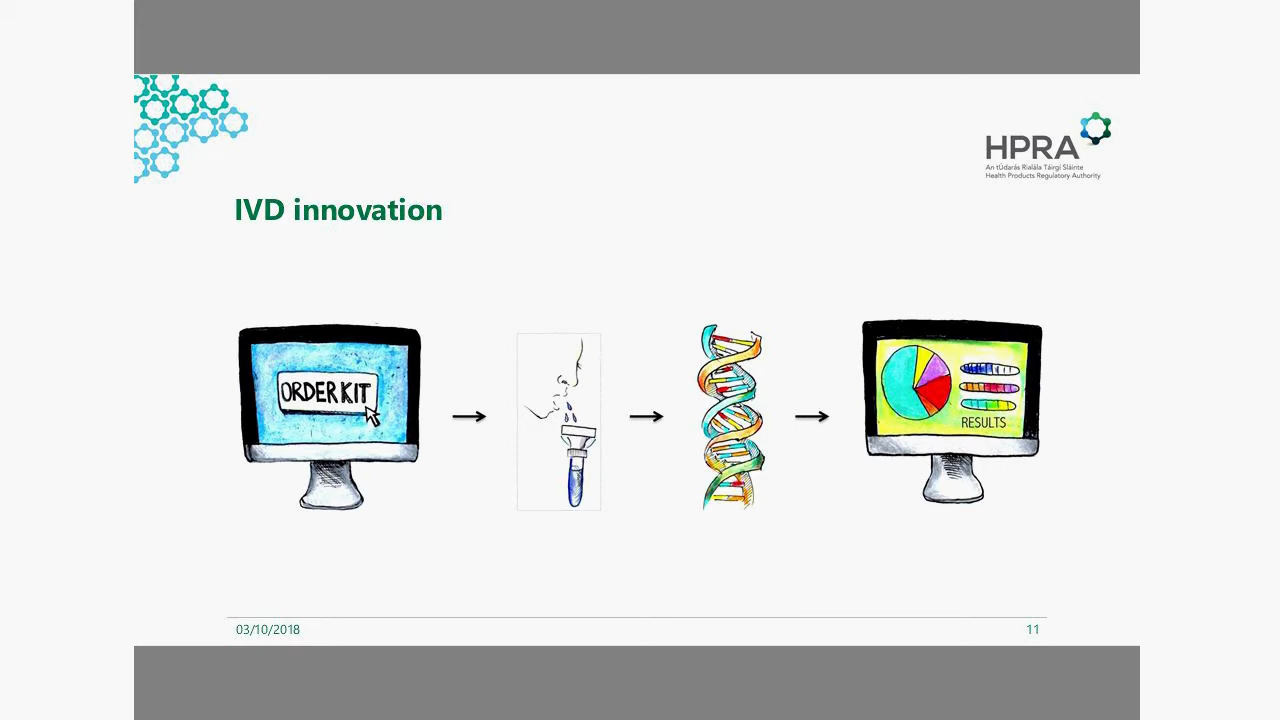 HPRA
An tÚdarás Rialála Táirgí Sláinte
Health Products Regulatory Authority
IVD innovation
ORDER KIT
RESULTS
03/10/2018
11